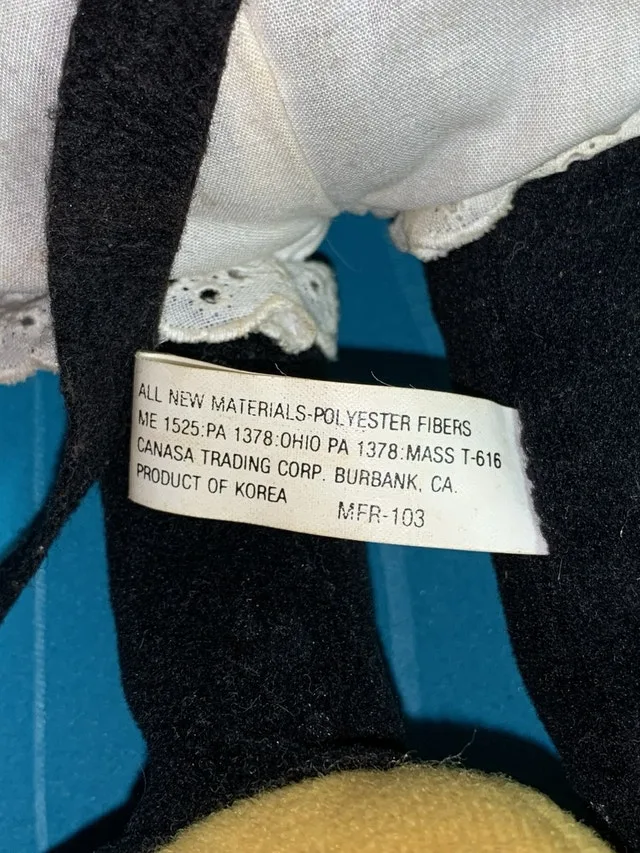 ALL NEW MATERIALS-POLYESTER FIBERS
ME 1525:PA 1378:OHIO PA 1378:MASS T-616
CANASA TRADING CORP. BURBANK, CA.
PRODUCT OF KOREA MFR-103